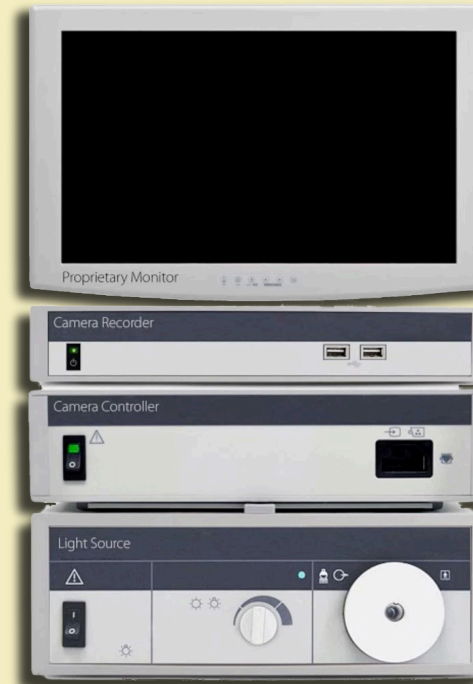 Proprietary Monitor
Camera Recorder
Camera Controller
Light Source